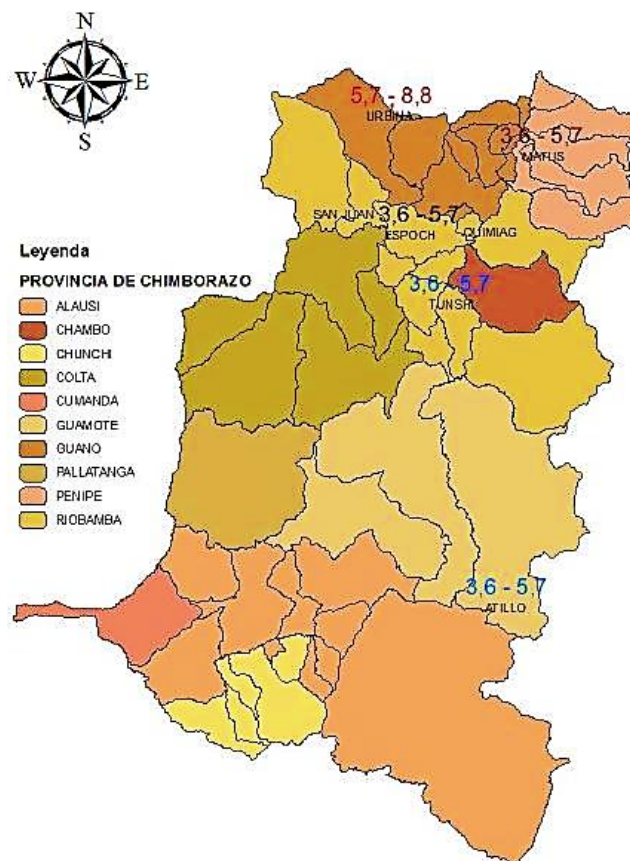 N
W E
S
5,7 - 8,8
URBINA
3,6 - 5,7
MATUS
SAN JUAN
3,6 - 5,7
ESPOCH
QUIMIAG
3,6 - 5,7
TUNSHI
Leyenda
PROVINCIA DE CHIMBORAZO
ALAUSI
CHAMBO
CHUNCHI
COLTA
CUMANDA
GUAMOTE
GUANO
PALLATANGA
PENIPE
RIOBAMBA
3,6 - 5,7
ATILLO